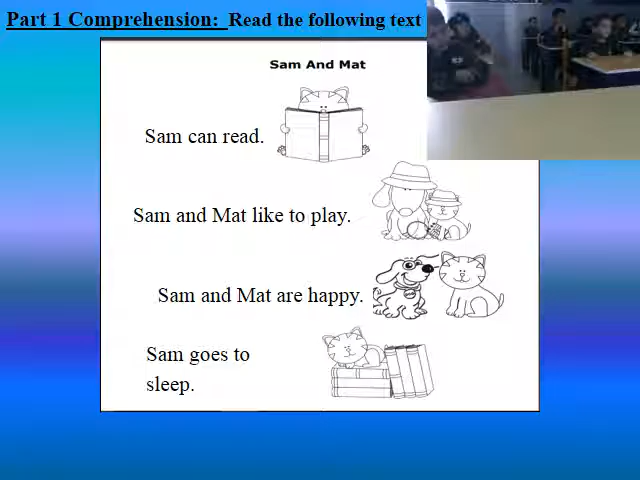 Part 1 Comprehension: Read the following text
Sam And Mat
Sam can read.
Sam and Mat like to play.
Sam and Mat are happy.
Sam goes to
sleep.